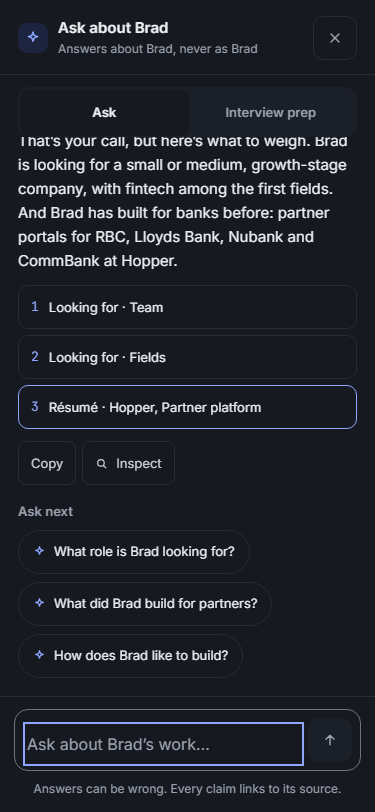 Ask about Brad
Answers about Brad, never as Brad
Ask
Interview prep
That's your call, but here's what to weigh. Brad
is looking for a small or medium, growth-stage
company, with fintech among the first fields.
And Brad has built for banks before: partner
portals for RBC, Lloyds Bank, Nubank and
CommBank at Hopper.
1 Looking for · Team
2 Looking for · Fields
3 Résumé · Hopper, Partner platform
Copy
Inspect
Ask next
What role is Brad looking for?
What did Brad build for partners?
How does Brad like to build?
Ask about Brad's work...
Answers can be wrong. Every claim links to its source.